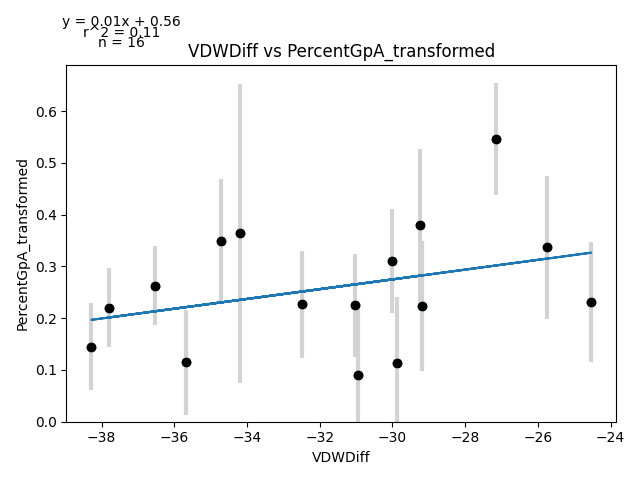 y = 0.01x + 0.56
r^2 = 0.11
n = 16
VDWDiff vs PercentGpA_transformed
PercentGpA_transformed
0.6
0.5
0.4
0.3
0.2
0.1
0.0
−38 −36 −34 −32 −30 −28 −26 −24
VDWDiff